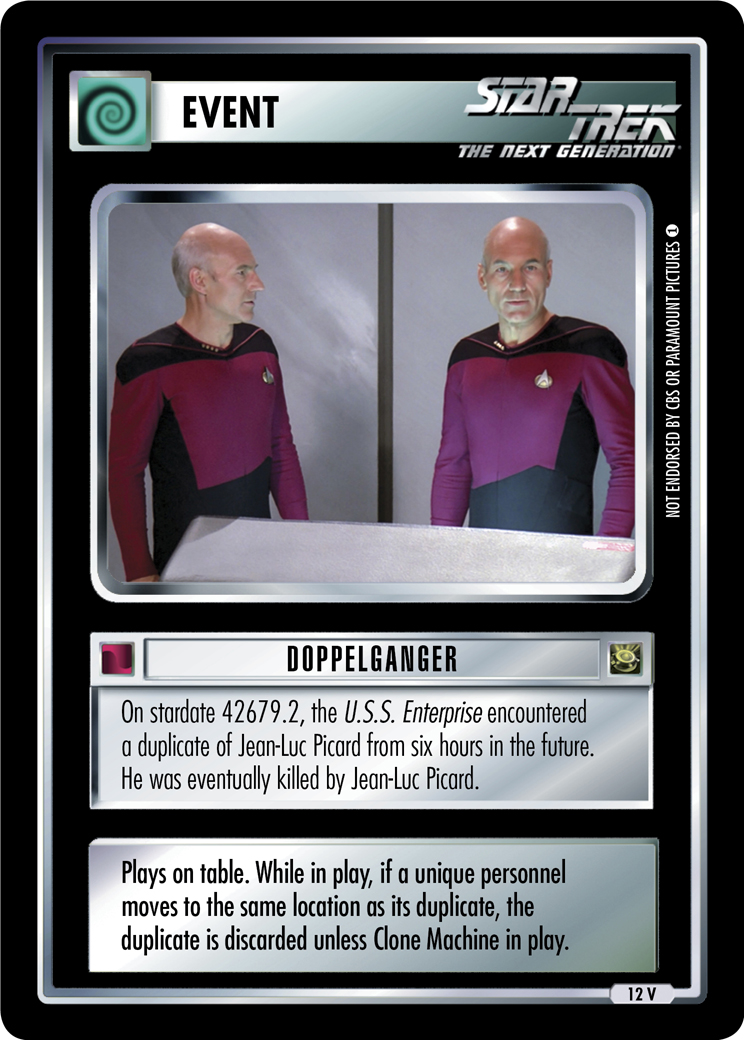 EVENT
STAR TREK
THE NEXT GENERATION
NOT ENDORSED BY CBS OR PARAMOUNT PICTURES 1
DOPPELGANGER
On stardate 42679.2, the U.S.S. Enterprise encountered
a duplicate of Jean-Luc Picard from six hours in the future.
He was eventually killed by Jean-Luc Picard.
Plays on table. While in play, if a unique personnel
moves to the same location as its duplicate, the
duplicate is discarded unless Clone Machine in play.
12 V